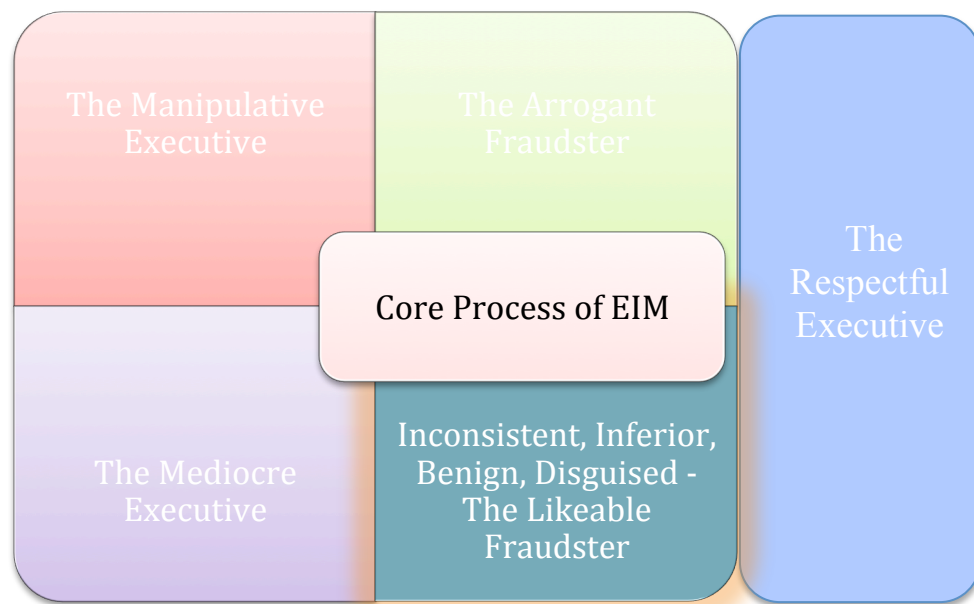 The Manipulative
Executive
The Arrogant
Fraudster
Core Process of EIM
The Mediocre
Executive
Inconsistent, Inferior,
Benign, Disguised -
The Likeable
Fraudster
The
Respectful
Executive